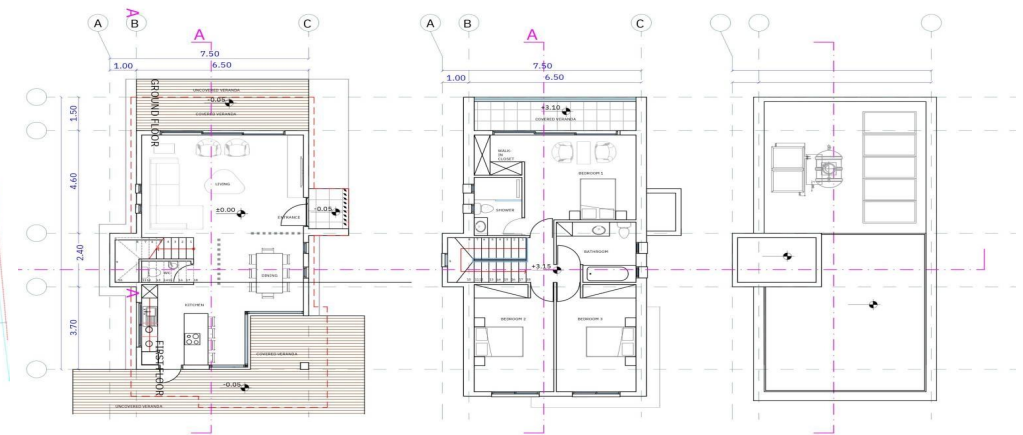 A
A B C
A
7.50
1.00 6.50
GROUND FLOOR
UNCOVERED VERANDA
-0.05
COVERED VERANDA
1.50
4.60
2.40
3.70
LIVING
±0.00
ENTRANCE
-0.05
WC
DINING
A
KITCHEN
FIRST FLOOR
COVERED VERANDA
-0.05
UNCOVERED VERANDA
A B C
A
7.50
1.00 6.50
+3.10
COVERED VERANDA
WALK-
IN
CLOSET
BEDROOM 1
SHOWER
BATHROOM
+3.15
BEDROOM 2
BEDROOM 3